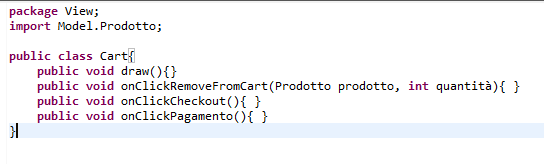 package View;
import Model.Prodotto;
public class Cart{
public void draw(){}
public void onClickRemoveFromCart(Prodotto prodotto, int quantità){ }
public void onClickCheckout(){ }
public void onClickPagamento(){ }
}